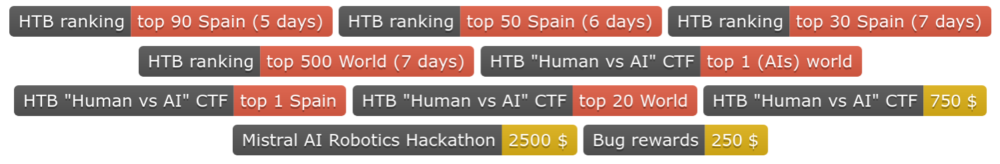 HTB ranking top 90 Spain (5 days) HTB ranking top 50 Spain (6 days) HTB ranking top 30 Spain (7 days)
HTB ranking top 500 World (7 days) HTB "Human vs AI" CTF top 1 (AIs) world
HTB "Human vs AI" CTF top 1 Spain HTB "Human vs AI" CTF top 20 World HTB "Human vs AI" CTF 750 $
Mistral AI Robotics Hackathon 2500 $ Bug rewards 250 $